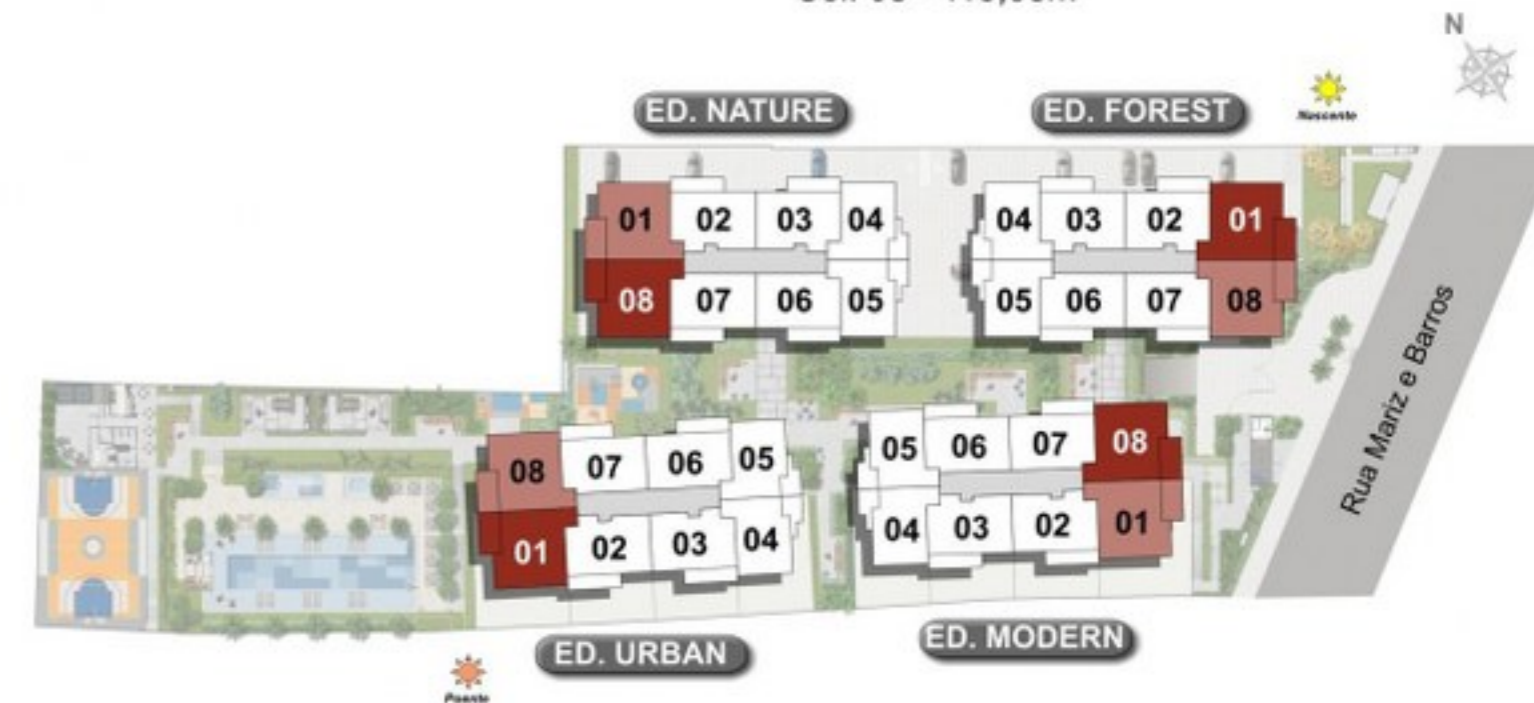 N
ED. NATURE
ED. FOREST
Nascente
01 02 03 04
04 03 02 01
08 07 06 05
05 06 07 08
Rua Mariz e Barros
08 07 06 05
05 06 07 08
01 02 03 04
04 03 02 01
ED. URBAN
ED. MODERN
Poente